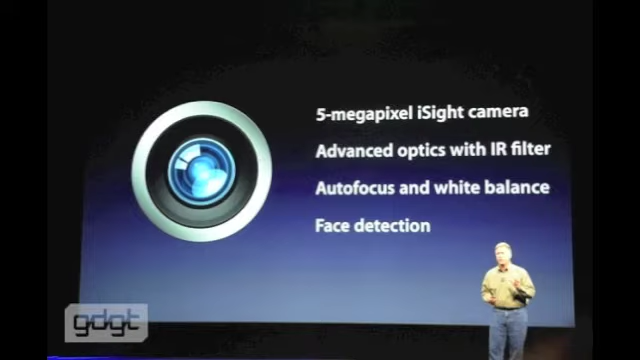 5-megapixel iSight camera
Advanced optics with IR filter
Autofocus and white balance
Face detection
gdgt